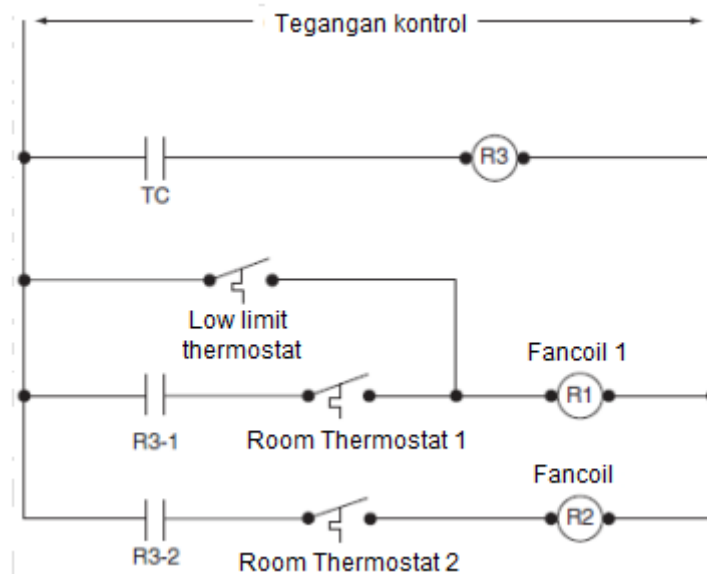 Tegangan kontrol
R3
TC
Low limit
thermostat
Fancoil 1
R1
R3-1
Room Thermostat 1
Fancoil
R2
R3-2
Room Thermostat 2